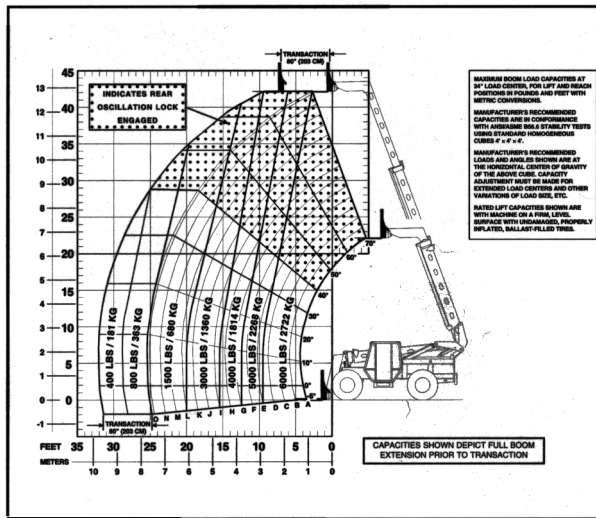 TRANSACTION
80" (203 CM)
INDICATES REAR
OSCILLATION LOCK
ENGAGED
MAXIMUM BOOM LOAD CAPACITIES AT
24" LOAD CENTER, FOR LIFT AND REACH
POSITIONS IN POUNDS AND FEET WITH
METRIC CONVERSIONS.
MANUFACTURER'S RECOMMENDED
CAPACITIES ARE IN CONFORMANCE
WITH ANSI/ASME B56.6 STABILITY TESTS
USING STANDARD HOMOGENEOUS
CUBES 4' x 4' x 4'.
MANUFACTURER'S RECOMMENDED
LOADS AND ANGLES SHOWN ARE AT
THE HORIZONTAL CENTER OF GRAVITY
OF THE ABOVE CUBE. CAPACITY
ADJUSTMENT MUST BE MADE FOR
EXTENDED LOAD CENTERS AND OTHER
VARIATIONS OF LOAD SIZE, ETC.
RATED LIFT CAPACITIES SHOWN ARE
WITH MACHINE ON A FIRM, LEVEL
SURFACE WITH UNDAMAGED, PROPERLY
INFLATED, BALLAST-FILLED TIRES.
45
13
40
12
11
35
10
30
9
8
25
7
20
6
5
15
4
10
3
2
5
1
0
0
-1
70°
60°
50°
40°
30°
20°
10°
0°
-5°
400 LBS / 181 KG
800 LBS / 363 KG
1500 LBS / 680 KG
3000 LBS / 1360 KG
4000 LBS / 1814 KG
5000 LBS / 2268 KG
6000 LBS / 2722 KG
O N M L K J I H G F E D C B A
TRANSACTION
80" (203 CM)
FEET 35 30 25 20 15 10 5 0
METERS 10 9 8 7 6 5 4 3 2 1 0
CAPACITIES SHOWN DEPICT FULL BOOM
EXTENSION PRIOR TO TRANSACTION